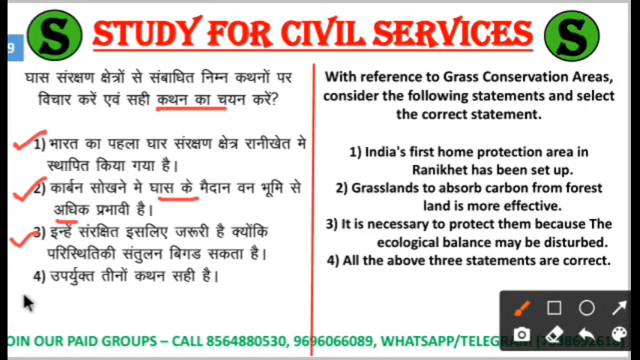 9
S
STUDY FOR CIVIL SERVICES
S
घास संरक्षण क्षेत्रों से संबाधित निम्न कथनों पर
विचार करें एवं सही कथन का चयन करें?
1) भारत का पहला घार संरक्षण क्षेत्र रानीखेत मे
स्थापित किया गया है।
2) कार्बन सोखने मे घास के मैदान वन भूमि से
अधिक प्रभावी है।
3) इन्हें संरक्षित इसलिए जरूरी है क्योंकि
परिस्थितिकी संतुलन बिगड सकता है।
4) उपर्युक्त तीनों कथन सही है।
With reference to Grass Conservation Areas,
consider the following statements and select
the correct statement.
1) India's first home protection area in
Ranikhet has been set up.
2) Grasslands to absorb carbon from forest
land is more effective.
3) It is necessary to protect them because The
ecological balance may be disturbed.
4) All the above three statements are correct.
OIN OUR PAID GROUPS – CALL 8564880530, 9696066089, WHATSAPP/TELEGRAM